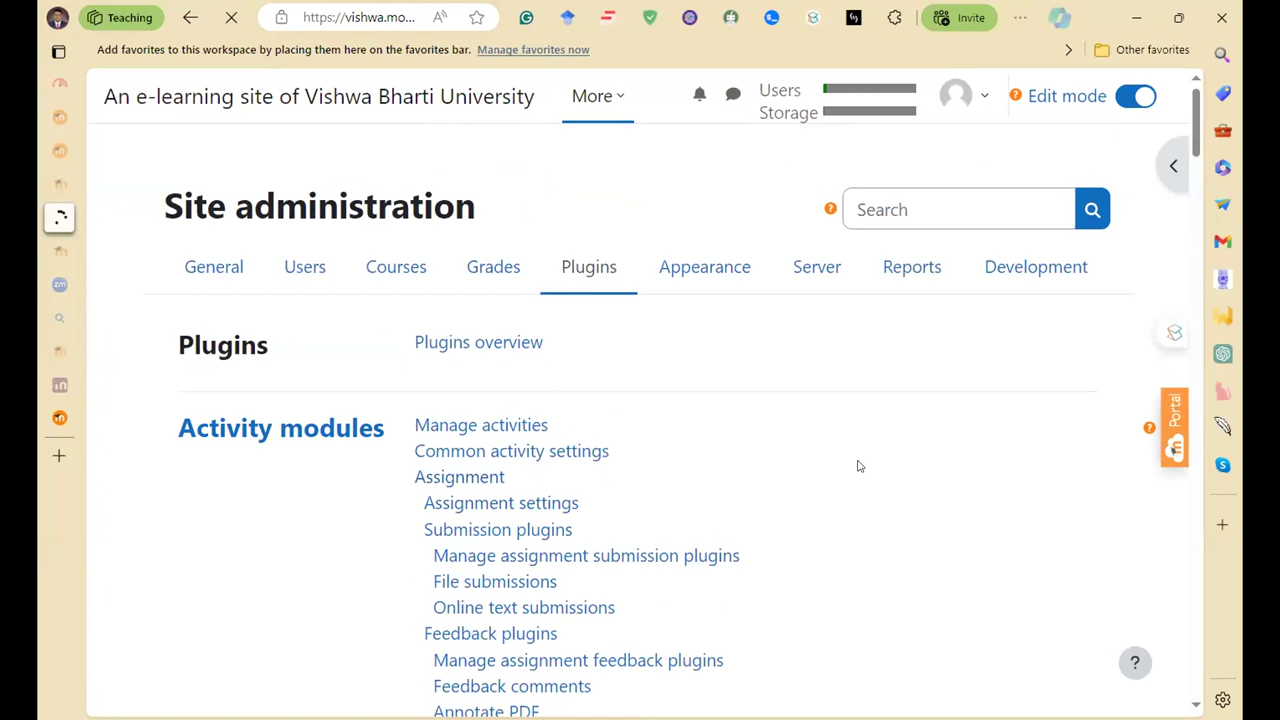 Teaching
https://vishwa.mo...
Invite
Add favorites to this workspace by placing them here on the favorites bar. Manage favorites now
Other favorites
An e-learning site of Vishwa Bharti University
More
Users
Storage
Edit mode
Site administration
Search
General Users Courses Grades Plugins Appearance Server Reports Development
Plugins
Plugins overview
Activity modules
Manage activities
Common activity settings
Assignment
Assignment settings
Submission plugins
Manage assignment submission plugins
File submissions
Online text submissions
Feedback plugins
Manage assignment feedback plugins
Feedback comments
Annotate PDF
Portal
?